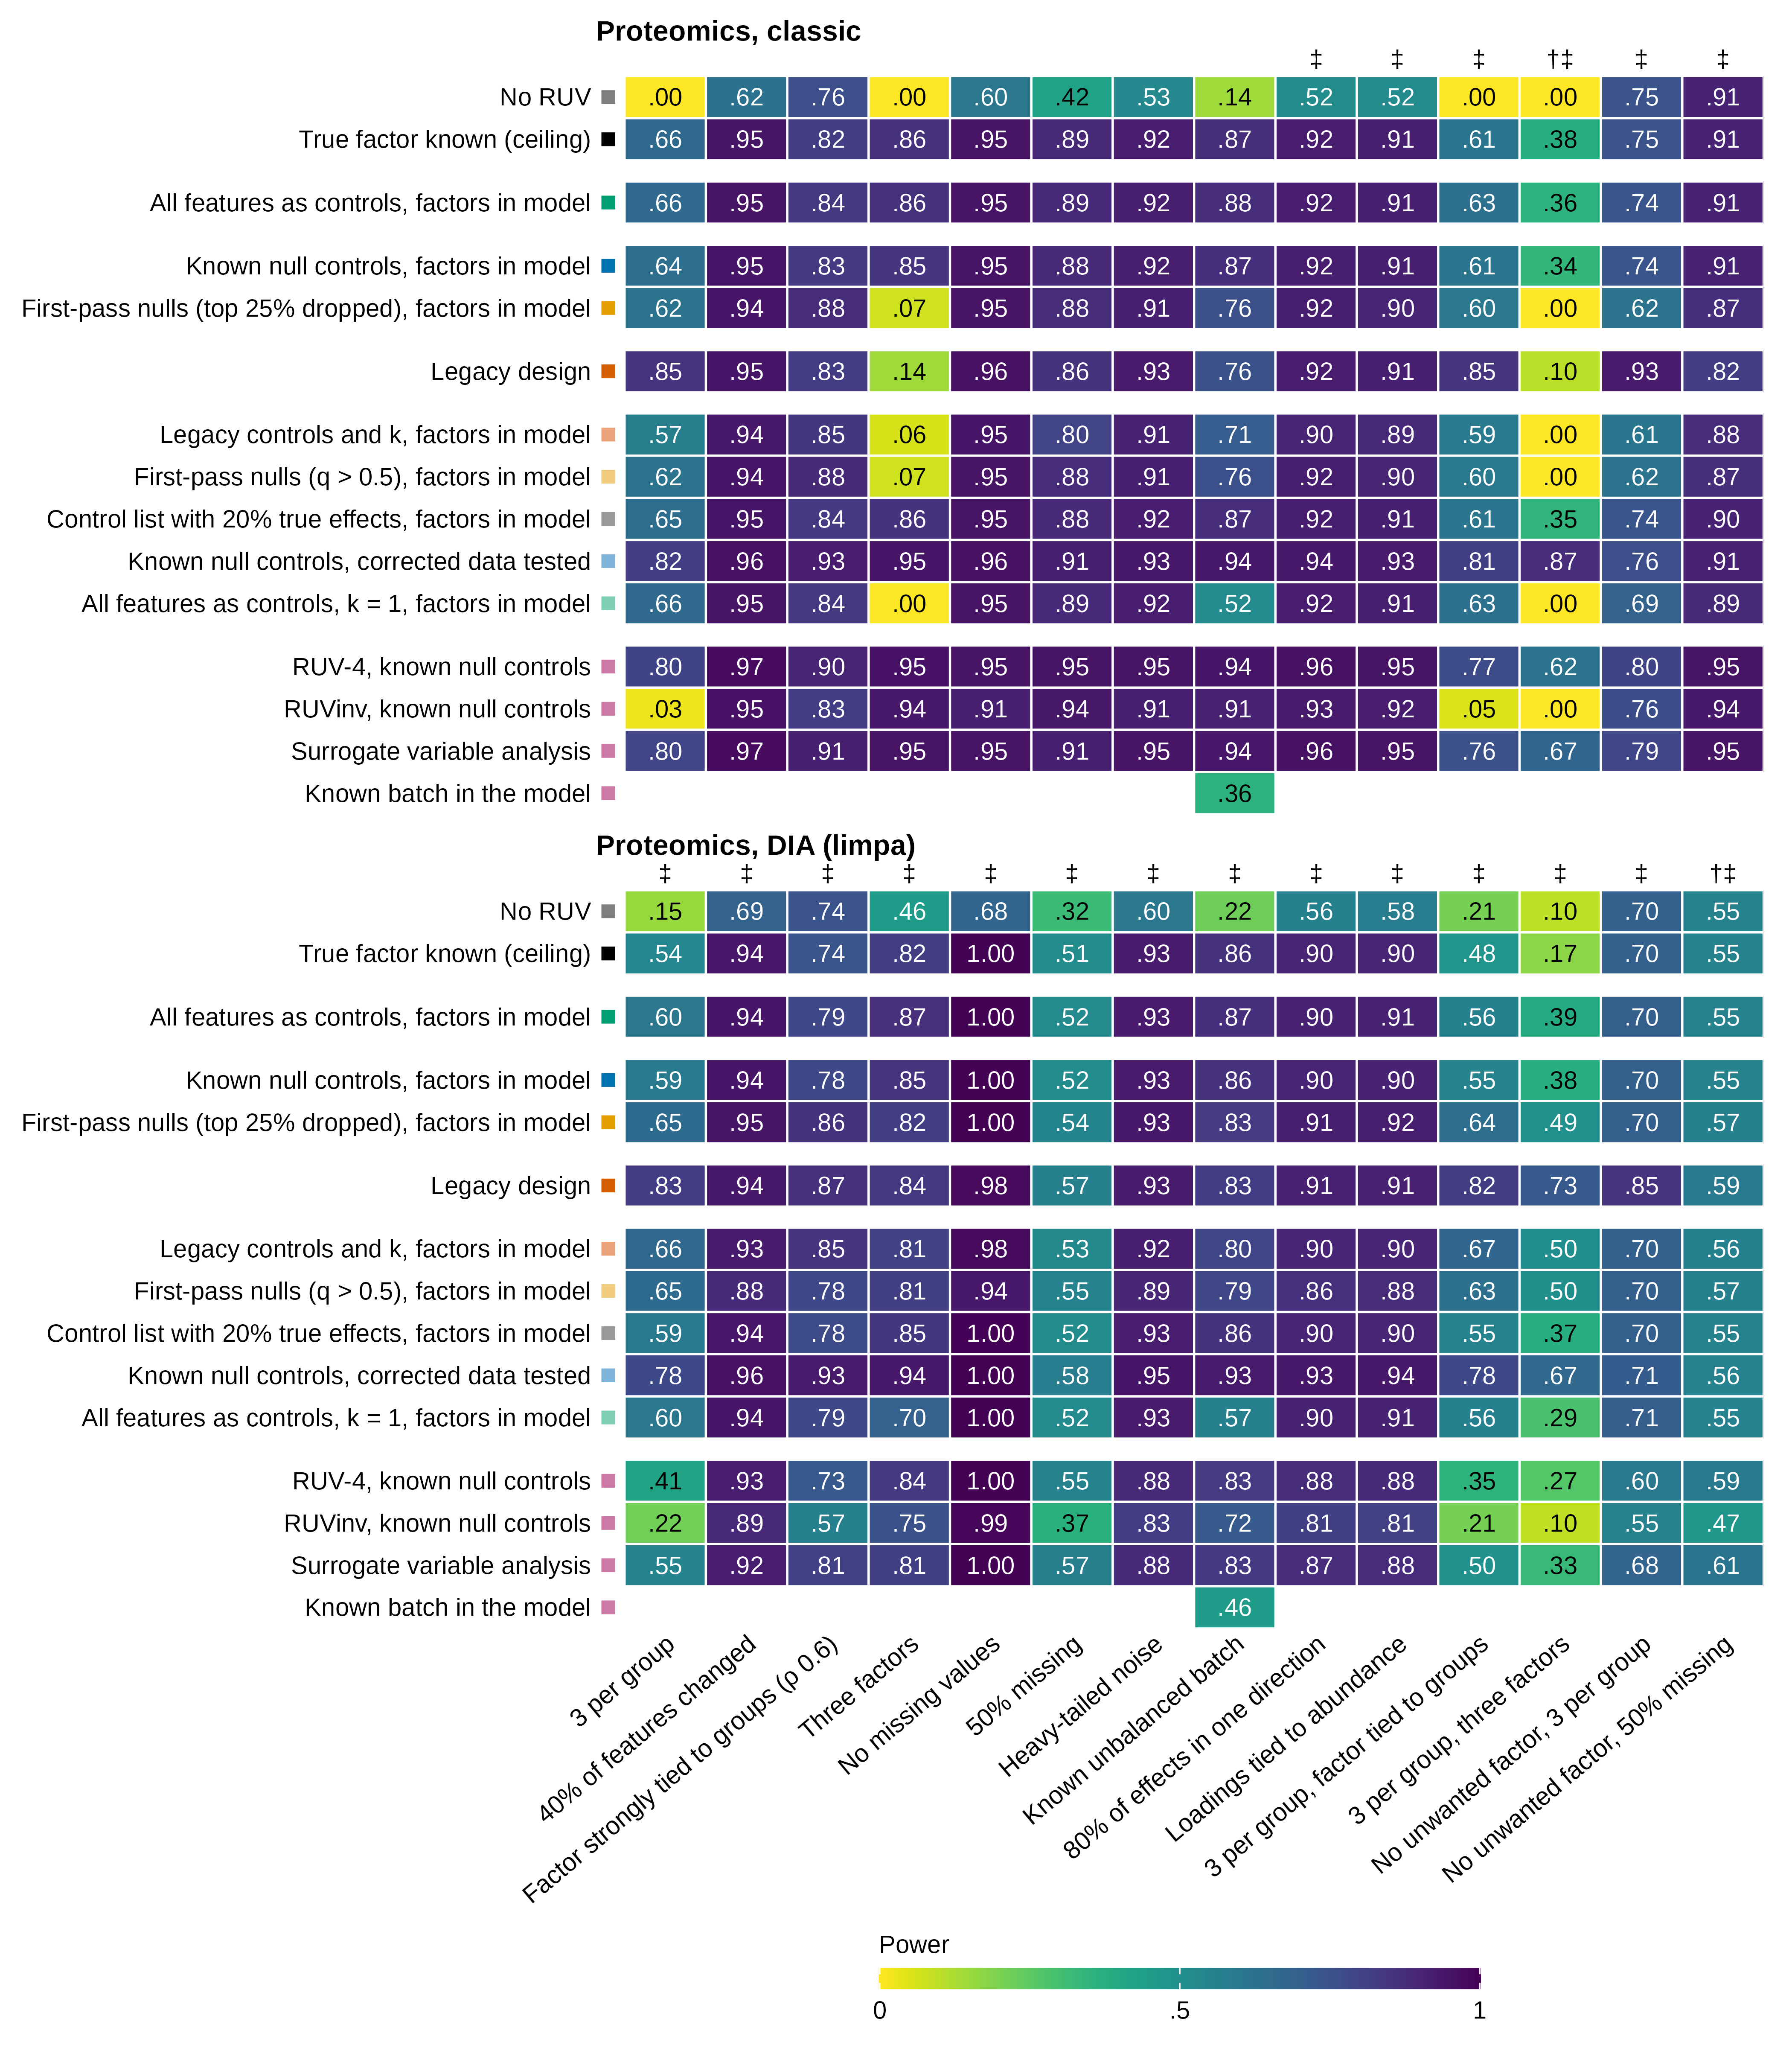 Proteomics, classic
‡ ‡ ‡ †‡ ‡ ‡
No RUV .00 .62 .76 .00 .60 .42 .53 .14 .52 .52 .00 .00 .75 .91
True factor known (ceiling) .66 .95 .82 .86 .95 .89 .92 .87 .92 .91 .61 .38 .75 .91
All features as controls, factors in model .66 .95 .84 .86 .95 .89 .92 .88 .92 .91 .63 .36 .74 .91
Known null controls, factors in model .64 .95 .83 .85 .95 .88 .92 .87 .92 .91 .61 .34 .74 .91
First-pass nulls (top 25% dropped), factors in model .62 .94 .88 .07 .95 .88 .91 .76 .92 .90 .60 .00 .62 .87
Legacy design .85 .95 .83 .14 .96 .86 .93 .76 .92 .91 .85 .10 .93 .82
Legacy controls and k, factors in model .57 .94 .85 .06 .95 .80 .91 .71 .90 .89 .59 .00 .61 .88
First-pass nulls (q > 0.5), factors in model .62 .94 .88 .07 .95 .88 .91 .76 .92 .90 .60 .00 .62 .87
Control list with 20% true effects, factors in model .65 .95 .84 .86 .95 .88 .92 .87 .92 .91 .61 .35 .74 .90
Known null controls, corrected data tested .82 .96 .93 .95 .96 .91 .93 .94 .94 .93 .81 .87 .76 .91
All features as controls, k = 1, factors in model .66 .95 .84 .00 .95 .89 .92 .52 .92 .91 .63 .00 .69 .89
RUV-4, known null controls .80 .97 .90 .95 .95 .95 .95 .94 .96 .95 .77 .62 .80 .95
RUVinv, known null controls .03 .95 .83 .94 .91 .94 .91 .91 .93 .92 .05 .00 .76 .94
Surrogate variable analysis .80 .97 .91 .95 .95 .91 .95 .94 .96 .95 .76 .67 .79 .95
Known batch in the model .36
Proteomics, DIA (limpa)
‡ ‡ ‡ ‡ ‡ ‡ ‡ ‡ ‡ ‡ ‡ ‡ ‡ †‡
No RUV .15 .69 .74 .46 .68 .32 .60 .22 .56 .58 .21 .10 .70 .55
True factor known (ceiling) .54 .94 .74 .82 1.00 .51 .93 .86 .90 .90 .48 .17 .70 .55
All features as controls, factors in model .60 .94 .79 .87 1.00 .52 .93 .87 .90 .91 .56 .39 .70 .55
Known null controls, factors in model .59 .94 .78 .85 1.00 .52 .93 .86 .90 .90 .55 .38 .70 .55
First-pass nulls (top 25% dropped), factors in model .65 .95 .86 .82 1.00 .54 .93 .83 .91 .92 .64 .49 .70 .57
Legacy design .83 .94 .87 .84 .98 .57 .93 .83 .91 .91 .82 .73 .85 .59
Legacy controls and k, factors in model .66 .93 .85 .81 .98 .53 .92 .80 .90 .90 .67 .50 .70 .56
First-pass nulls (q > 0.5), factors in model .65 .88 .78 .81 .94 .55 .89 .79 .86 .88 .63 .50 .70 .57
Control list with 20% true effects, factors in model .59 .94 .78 .85 1.00 .52 .93 .86 .90 .90 .55 .37 .70 .55
Known null controls, corrected data tested .78 .96 .93 .94 1.00 .58 .95 .93 .93 .94 .78 .67 .71 .56
All features as controls, k = 1, factors in model .60 .94 .79 .70 1.00 .52 .93 .57 .90 .91 .56 .29 .71 .55
RUV-4, known null controls .41 .93 .73 .84 1.00 .55 .88 .83 .88 .88 .35 .27 .60 .59
RUVinv, known null controls .22 .89 .57 .75 .99 .37 .83 .72 .81 .81 .21 .10 .55 .47
Surrogate variable analysis .55 .92 .81 .81 1.00 .57 .88 .83 .87 .88 .50 .33 .68 .61
Known batch in the model .46
3 per group
40% of features changed
Factor strongly tied to groups (ρ 0.6)
Three factors
No missing values
50% missing
Heavy-tailed noise
Known unbalanced batch
80% of effects in one direction
Loadings tied to abundance
3 per group, factor tied to groups
3 per group, three factors
No unwanted factor, 3 per group
No unwanted factor, 50% missing
Power
0 .5 1